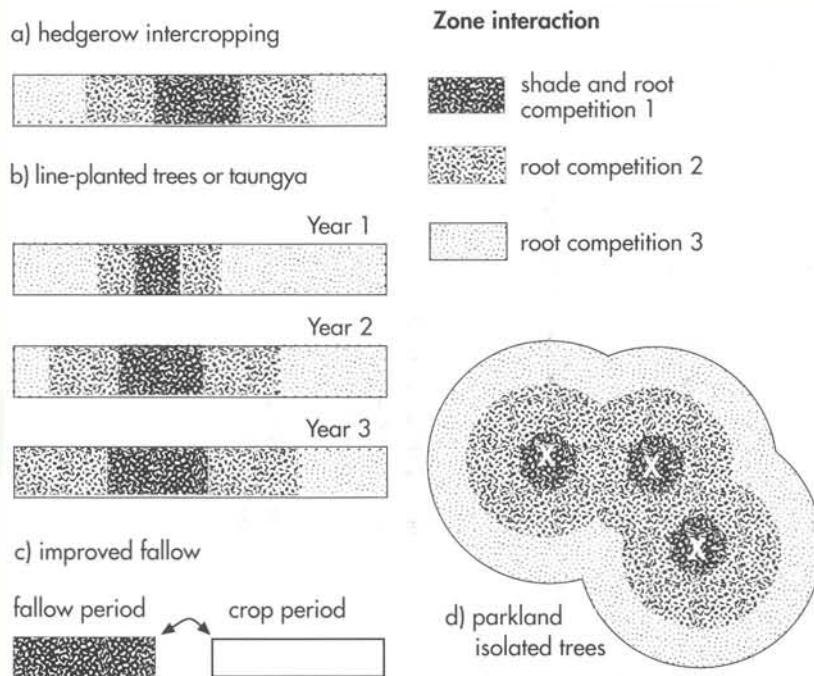 a) hedgerow intercropping
b) line-planted trees or taungya
Year 1
Year 2
Year 3
c) improved fallow
fallow period crop period
Zone interaction
shade and root
competition 1
root competition 2
root competition 3
X
X
X
d) parkland
isolated trees